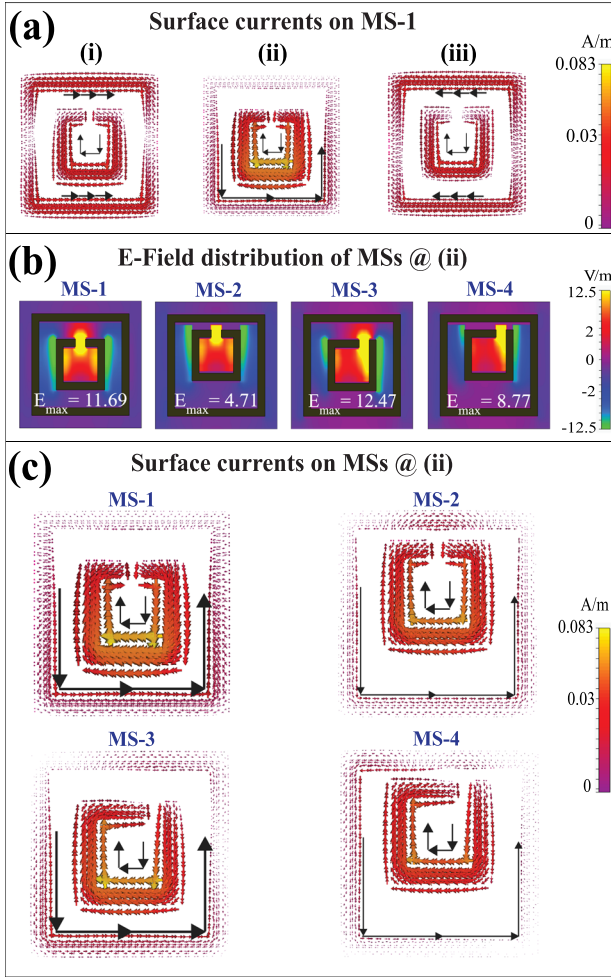 (a) Surface currents on MS-1
(i) (ii) (iii)
A/m
0.083
0.03
0
(b) E-Field distribution of MSs @ (ii)
MS-1 MS-2 MS-3 MS-4
V/m
12.5
2
0
-2
-12.5
Emax = 11.69 Emax = 4.71 Emax = 12.47 Emax = 8.77
(c) Surface currents on MSs @ (ii)
MS-1 MS-2
A/m
0.083
0.03
0
MS-3 MS-4